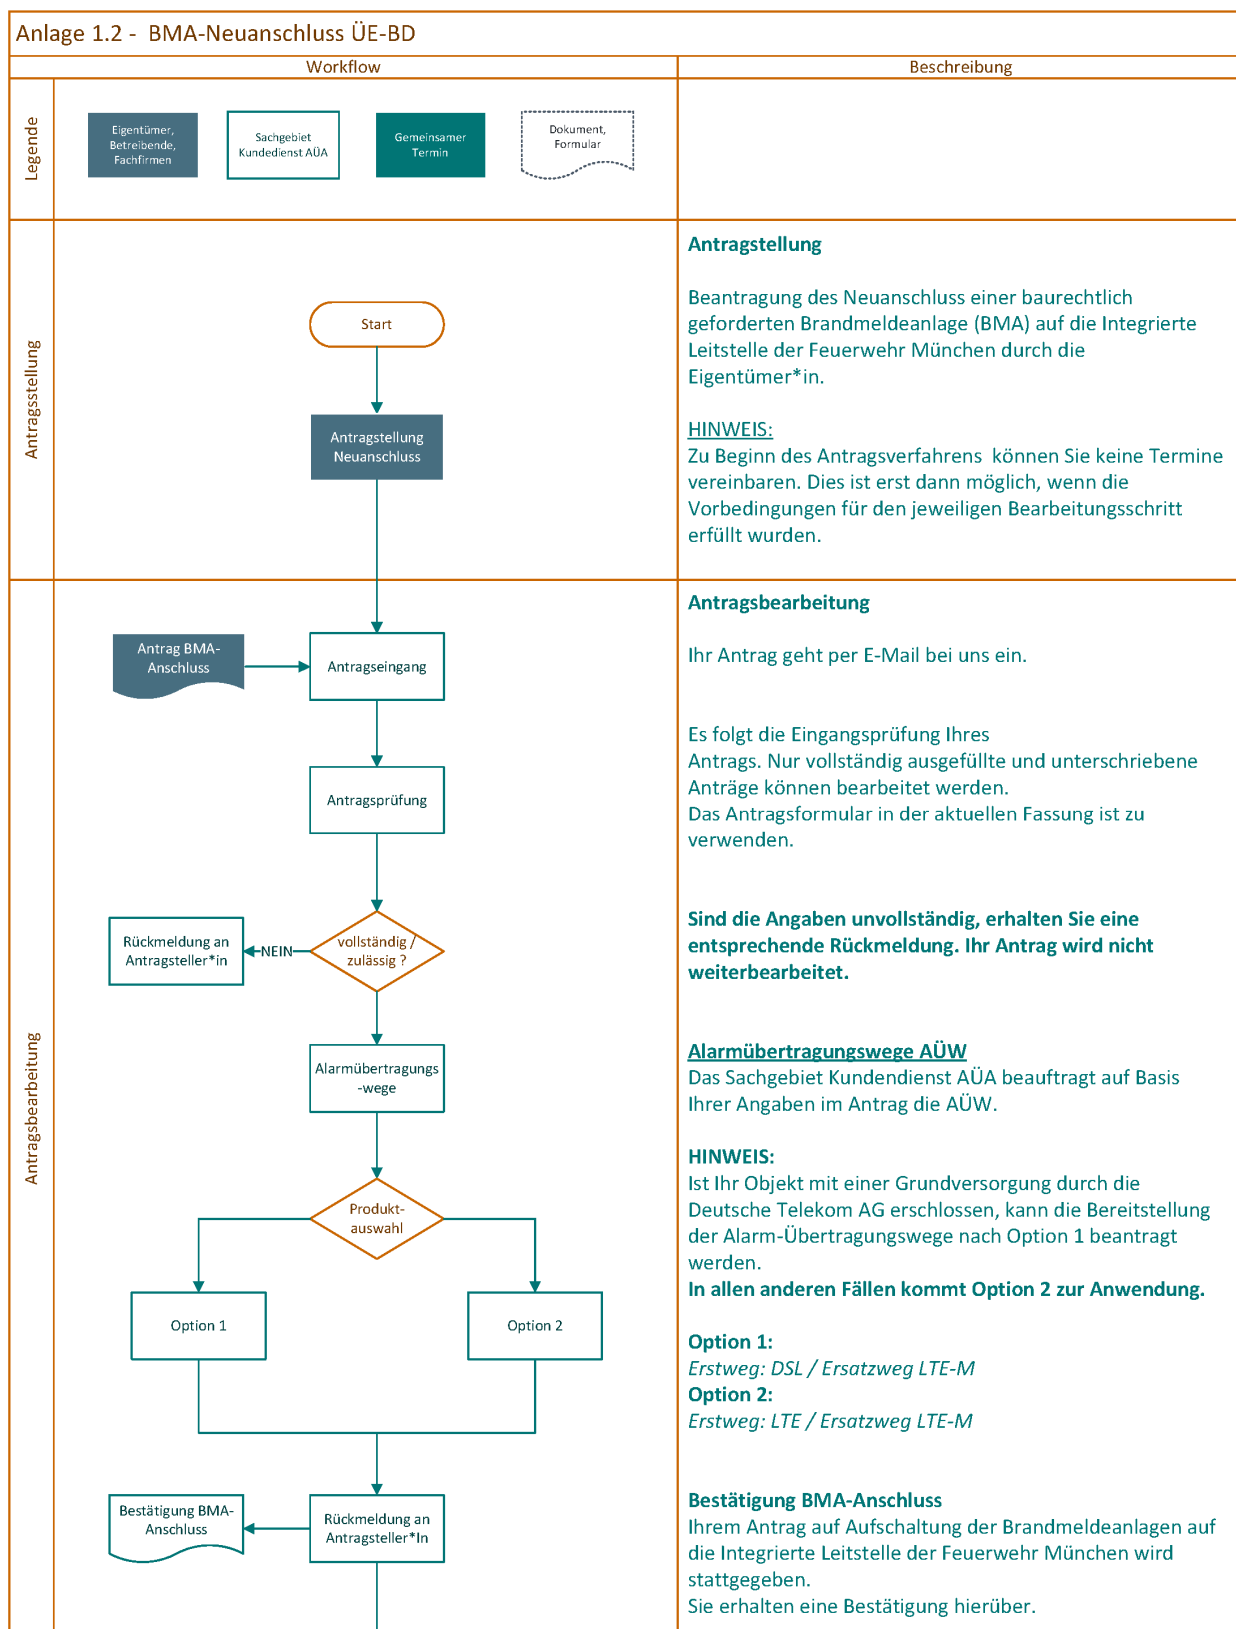 Anlage 1.2 - BMA-Neuanschluss ÜE-BD
Workflow
Beschreibung
Legende
Eigentümer,
Betreibende,
Fachfirmen
Sachgebiet
Kundedienst AÜA
Gemeinsamer
Termin
Dokument,
Formular
Antragsstellung
Start
Antragstellung
Neuanschluss
Antragstellung
Beantragung des Neuanschluss einer baurechtlich
geforderten Brandmeldeanlage (BMA) auf die Integrierte
Leitstelle der Feuerwehr München durch die
Eigentümer*in.
HINWEIS:
Zu Beginn des Antragsverfahrens können Sie keine Termine
vereinbaren. Dies ist erst dann möglich, wenn die
Vorbedingungen für den jeweiligen Bearbeitungsschritt
erfüllt wurden.
Antragsbearbeitung
Antrag BMA-
Anschluss
Antragseingang
Antragsprüfung
vollständig /
zulässig ?
NEIN
Rückmeldung an
Antragsteller*in
Alarmübertragungs
-wege
Produkt-
auswahl
Option 1
Option 2
Rückmeldung an
Antragsteller*In
Bestätigung BMA-
Anschluss
Antragsbearbeitung
Ihr Antrag geht per E-Mail bei uns ein.
Es folgt die Eingangsprüfung Ihres
Antrags. Nur vollständig ausgefüllte und unterschriebene
Anträge können bearbeitet werden.
Das Antragsformular in der aktuellen Fassung ist zu
verwenden.
Sind die Angaben unvollständig, erhalten Sie eine
entsprechende Rückmeldung. Ihr Antrag wird nicht
weiterbearbeitet.
Alarmübertragungswege AÜW
Das Sachgebiet Kundendienst AÜA beauftragt auf Basis
Ihrer Angaben im Antrag die AÜW.
HINWEIS:
Ist Ihr Objekt mit einer Grundversorgung durch die
Deutsche Telekom AG erschlossen, kann die Bereitstellung
der Alarm-Übertragungswege nach Option 1 beantragt
werden.
In allen anderen Fällen kommt Option 2 zur Anwendung.
Option 1:
Erstweg: DSL / Ersatzweg LTE-M
Option 2:
Erstweg: LTE / Ersatzweg LTE-M
Bestätigung BMA-Anschluss
Ihrem Antrag auf Aufschaltung der Brandmeldeanlagen auf
die Integrierte Leitstelle der Feuerwehr München wird
stattgegeben.
Sie erhalten eine Bestätigung hierüber.